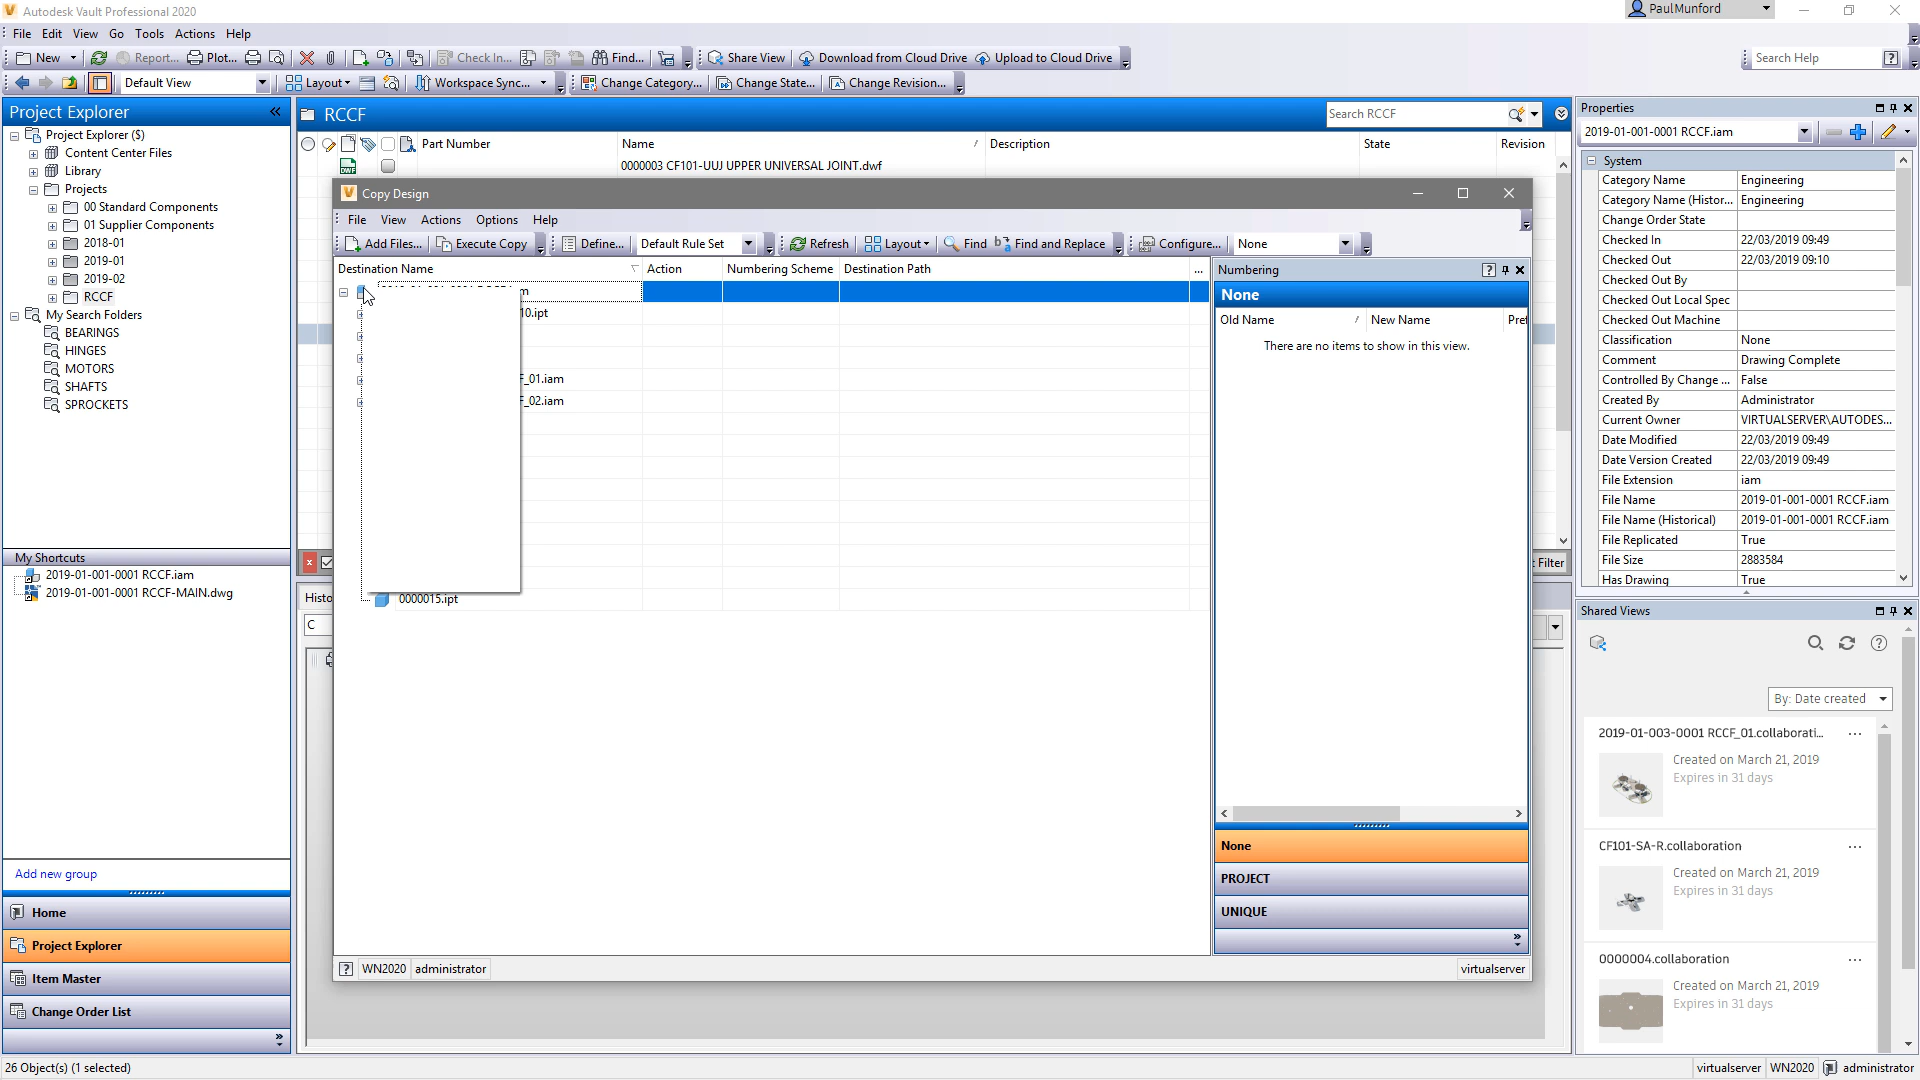 Autodesk Vault Professional 2020
PaulMunford
File Edit View Go Tools Actions Help
New Report... Plot... Check In... Find... Share View Download from Cloud Drive Upload to Cloud Drive Search Help
Default View Layout Workspace Sync... Change Category... Change State... Change Revision...
Project Explorer
Project Explorer ($)
Content Center Files
Library
Projects
00 Standard Components
01 Supplier Components
2018-01
2019-01
2019-02
RCCF
My Search Folders
BEARINGS
HINGES
MOTORS
SHAFTS
SPROCKETS
My Shortcuts
2019-01-001-0001 RCCF.iam
2019-01-001-0001 RCCF-MAIN.dwg
Add new group
Home
Project Explorer
Item Master
Change Order List
RCCF
Search RCCF
Part Number Name Description State Revision
0000003 CF101-UUJ UPPER UNIVERSAL JOINT.dwf
Copy Design
File View Actions Options Help
Add Files... Execute Copy Define... Default Rule Set Refresh Layout Find Find and Replace Configure... None
Destination Name Action Numbering Scheme Destination Path ...
m
10.ipt
F_01.iam
F_02.iam
0000015.ipt
Numbering
None
Old Name New Name Pref
There are no items to show in this view.
None
PROJECT
UNIQUE
WN2020 administrator
virtualserver
t Filter
Histo
C
Properties
2019-01-001-0001 RCCF.iam
System
Category Name Engineering
Category Name (Histor... Engineering
Change Order State
Checked In 22/03/2019 09:49
Checked Out 22/03/2019 09:10
Checked Out By
Checked Out Local Spec
Checked Out Machine
Classification None
Comment Drawing Complete
Controlled By Change ... False
Created By Administrator
Current Owner VIRTUALSERVER\AUTODES...
Date Modified 22/03/2019 09:49
Date Version Created 22/03/2019 09:49
File Extension iam
File Name 2019-01-001-0001 RCCF.iam
File Name (Historical) 2019-01-001-0001 RCCF.iam
File Replicated True
File Size 2883584
Has Drawing True
Shared Views
By: Date created
2019-01-003-0001 RCCF_01.collaborati...
Created on March 21, 2019
Expires in 31 days
CF101-SA-R.collaboration
Created on March 21, 2019
Expires in 31 days
0000004.collaboration
Created on March 21, 2019
Expires in 31 days
26 Object(s) (1 selected)
virtualserver WN2020 administrator